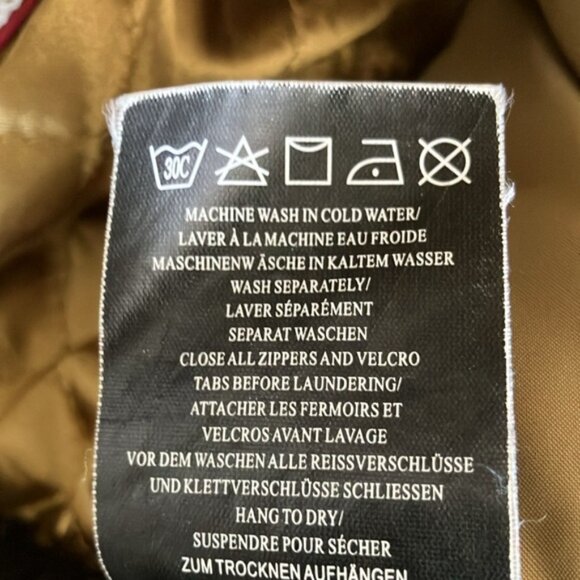 30C
MACHINE WASH IN COLD WATER/
LAVER À LA MACHINE EAU FROIDE
MASCHINENW ÄSCHE IN KALTEM WASSER
WASH SEPARATELY/
LAVER SÉPARÉMENT
SEPARAT WASCHEN
CLOSE ALL ZIPPERS AND VELCRO
TABS BEFORE LAUNDERING/
ATTACHER LES FERMOIRS ET
VELCROS AVANT LAVAGE
VOR DEM WASCHEN ALLE REISSVERSCHLÜSSE
UND KLETTVERSCHLÜSSE SCHLIESSEN
HANG TO DRY/
SUSPENDRE POUR SÉCHER
ZUM TROCKNEN AUFHÄNGEN